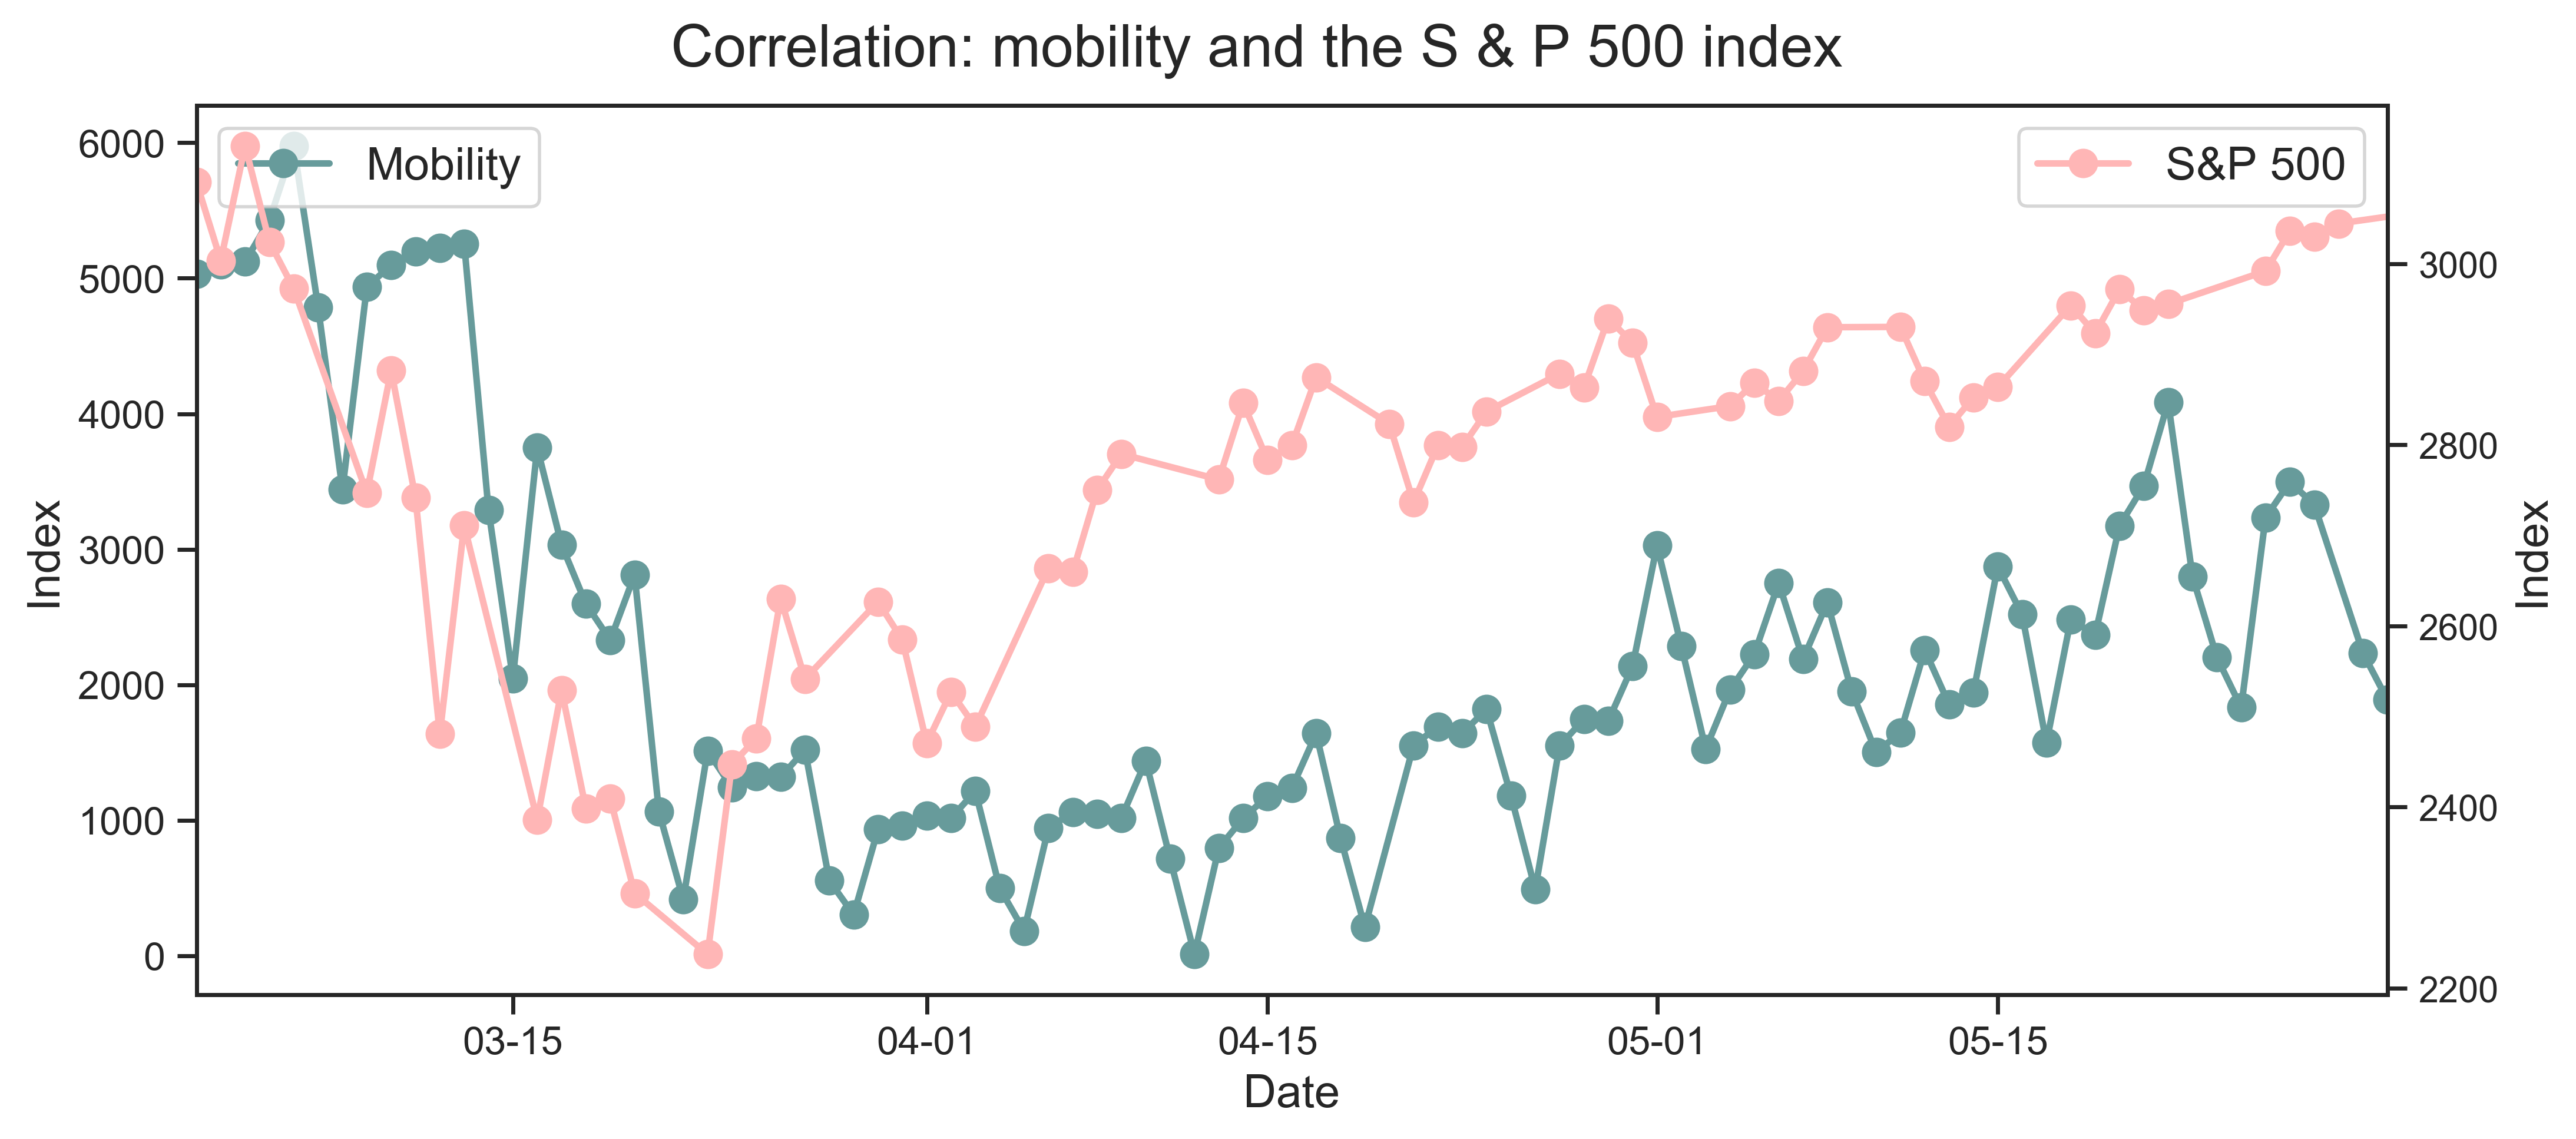 Correlation: mobility and the S & P 500 index
Mobility
S&P 500
Index
6000
5000
4000
3000
2000
1000
0
3000
2800
2600
2400
2200
Index
03-15
04-01
04-15
05-01
05-15
Date